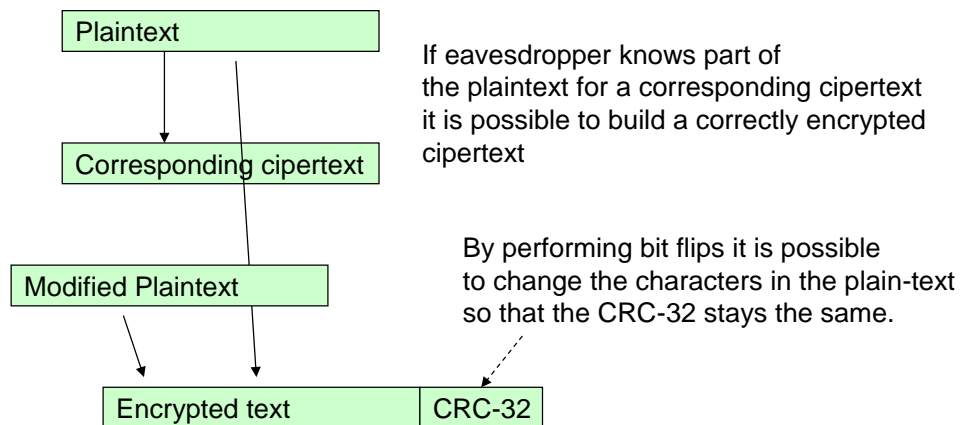 Plaintext
If eavesdropper knows part of
the plaintext for a corresponding cipertext
it is possible to build a correctly encrypted
cipertext
Corresponding cipertext
By performing bit flips it is possible
to change the characters in the plain-text
so that the CRC-32 stays the same.
Modified Plaintext
Encrypted text
CRC-32